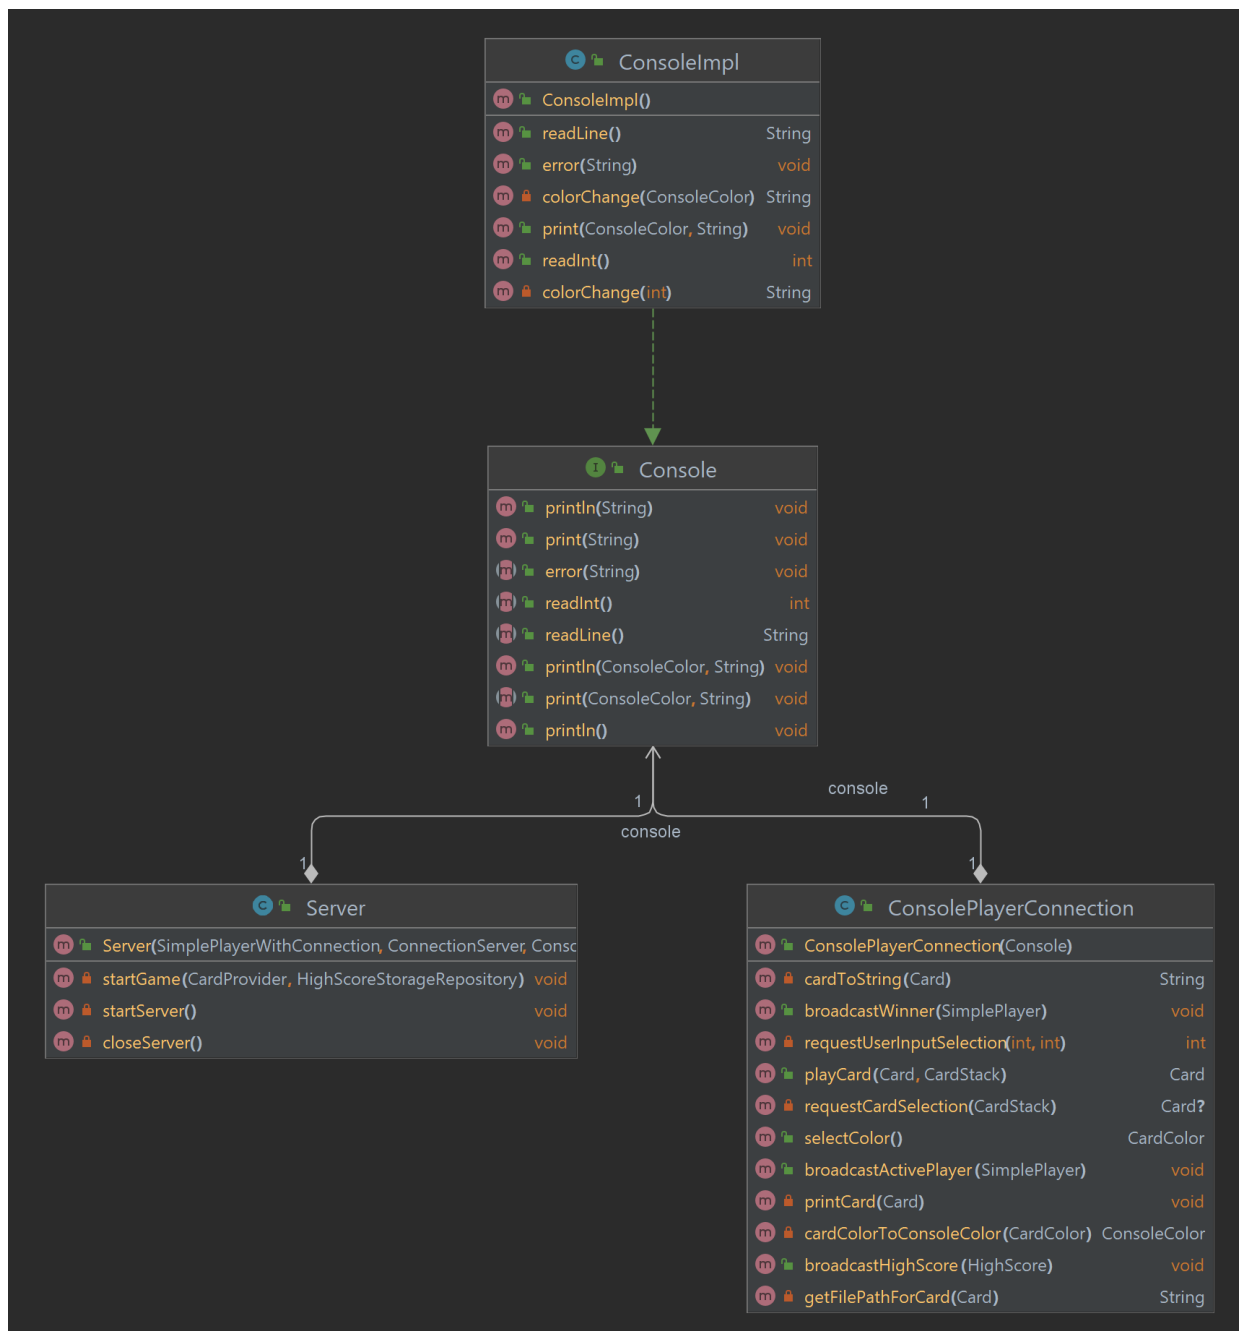 ConsoleImpl
ConsoleImpl()
readLine() String
error(String) void
colorChange(ConsoleColor) String
print(ConsoleColor, String) void
readInt() int
colorChange(int) String
Console
println(String) void
print(String) void
error(String) void
readInt() int
readLine() String
println(ConsoleColor, String) void
print(ConsoleColor, String) void
println() void
console
1 1
console
1 1
Server
Server(SimplePlayerWithConnection, ConnectionServer, Consc
startGame(CardProvider, HighScoreStorageRepository) void
startServer() void
closeServer() void
ConsolePlayerConnection
ConsolePlayerConnection(Console)
cardToString(Card) String
broadcastWinner(SimplePlayer) void
requestUserInputSelection(int, int) int
playCard(Card, CardStack) Card
requestCardSelection(CardStack) Card?
selectColor() CardColor
broadcastActivePlayer(SimplePlayer) void
printCard(Card) void
cardColorToConsoleColor(CardColor) ConsoleColor
broadcastHighScore(HighScore) void
getFilePathForCard(Card) String